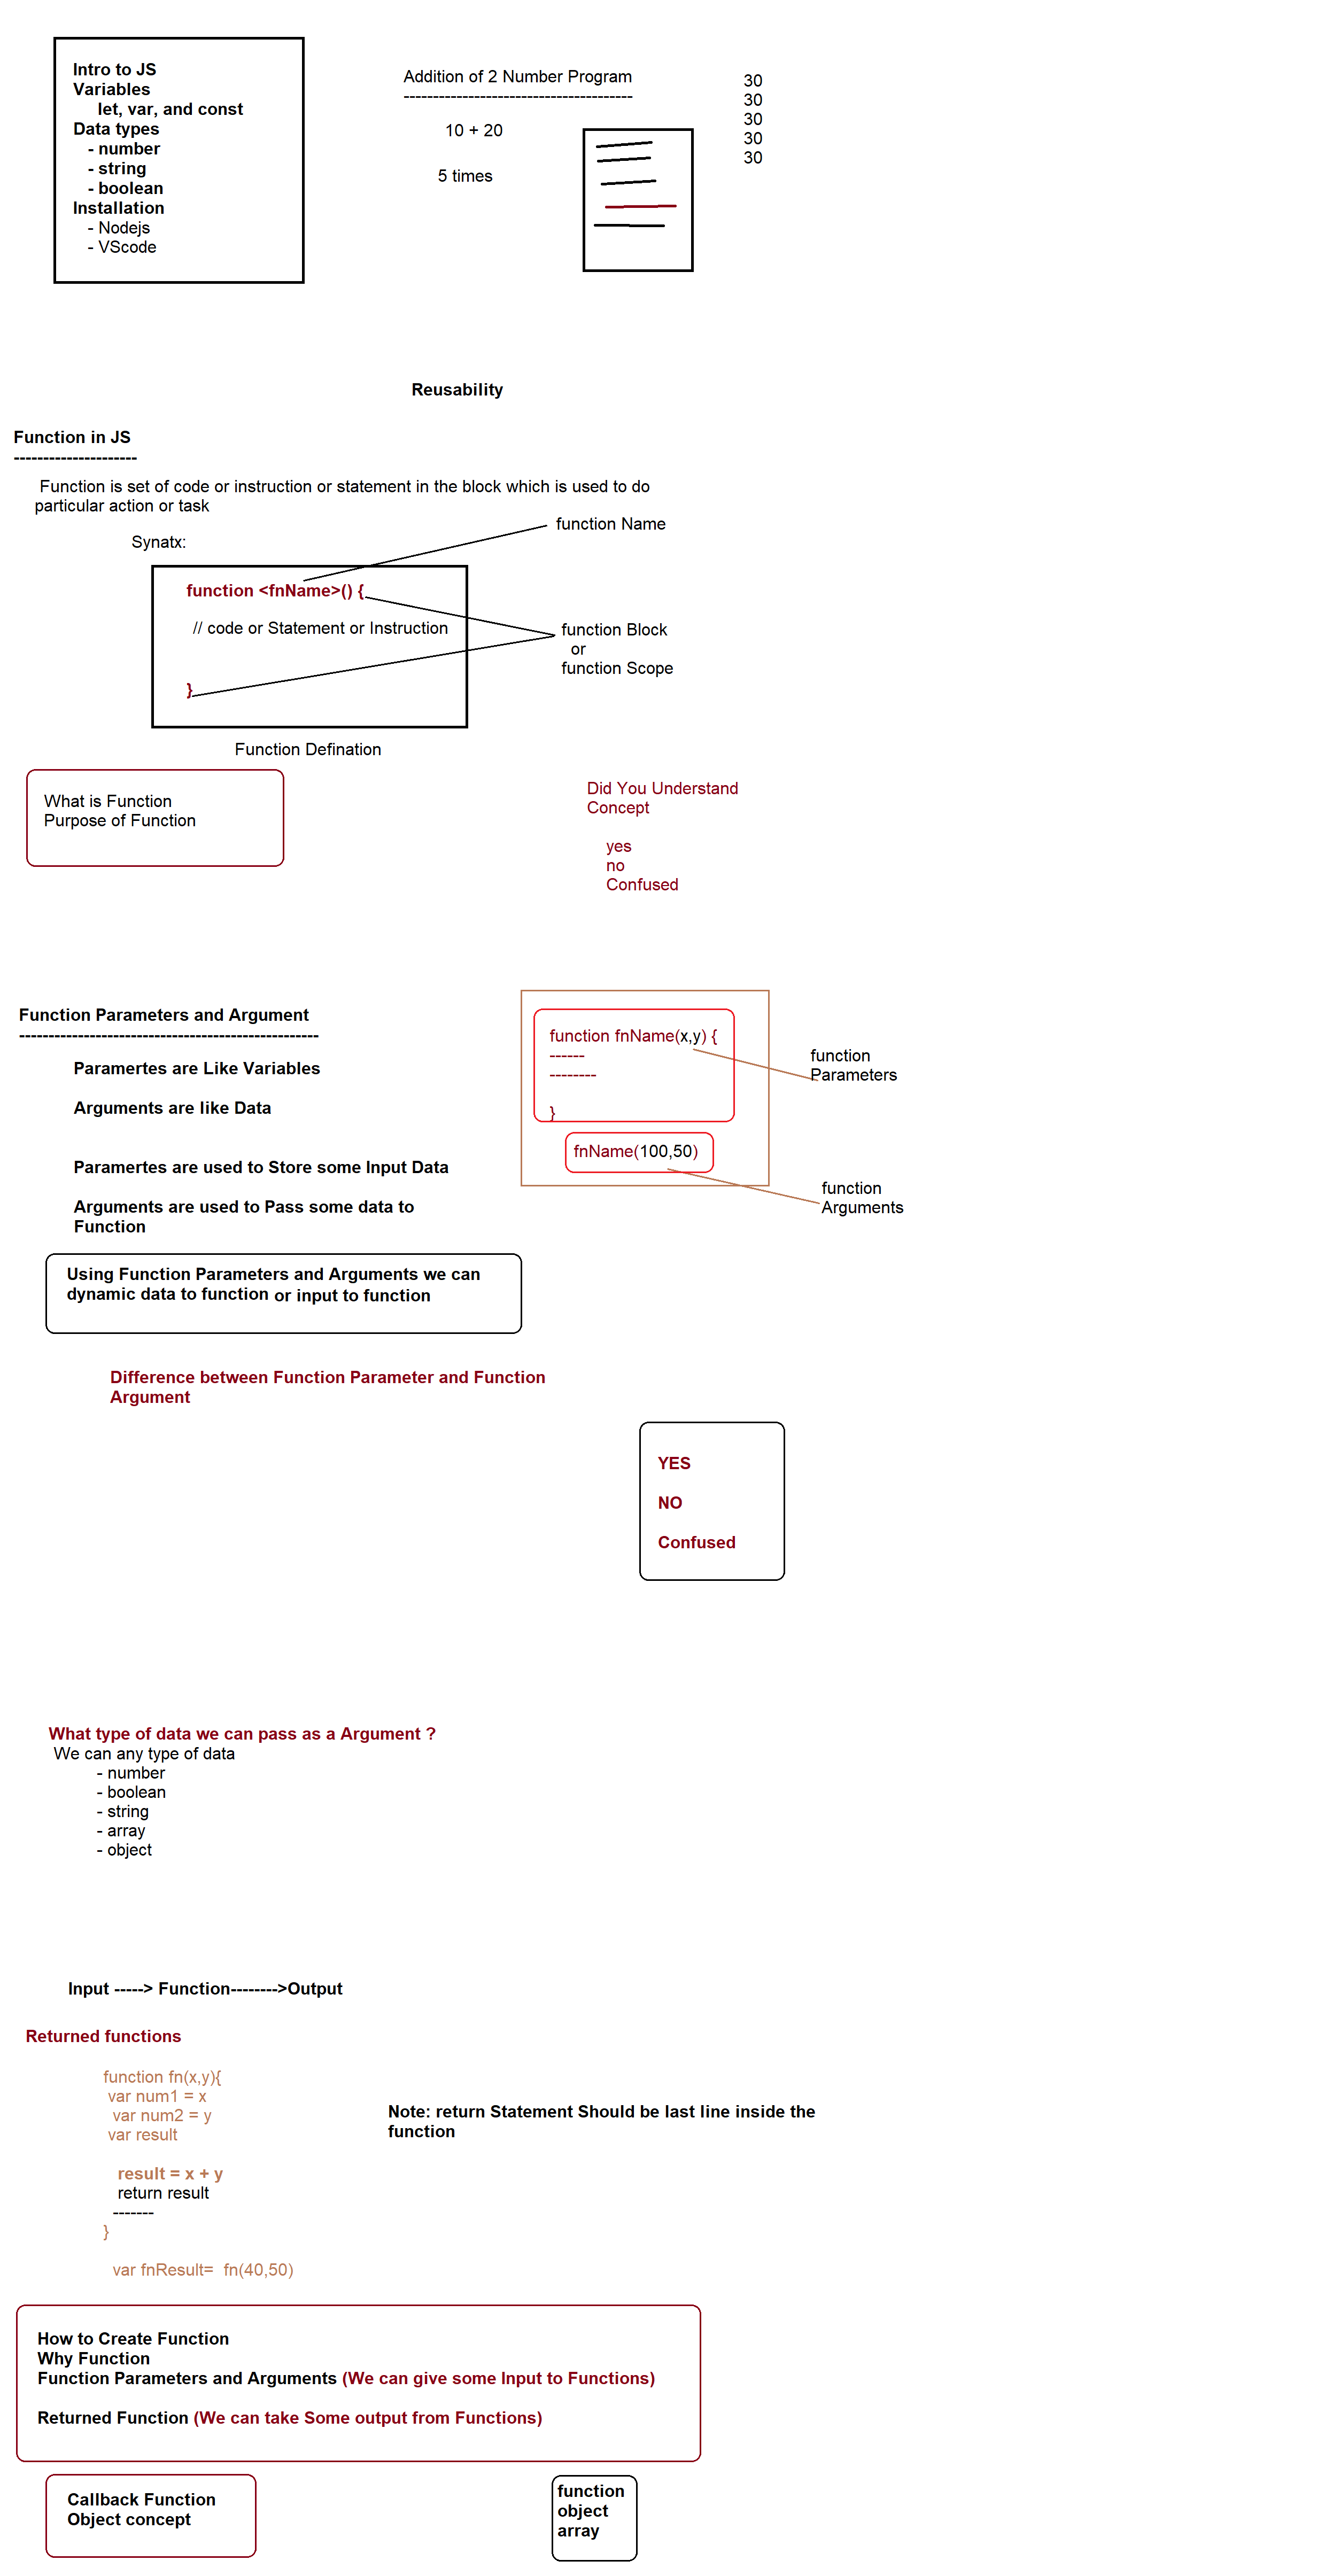 Intro to JS
Variables
let, var, and const
Data types
- number
- string
- boolean
Installation
- Nodejs
- VScode
Addition of 2 Number Program
---------------------------------------
10 + 20
5 times
30
30
30
30
30
Reusability
Function in JS
---------------------
Function is set of code or instruction or statement in the block which is used to do
particular action or task
function Name
Synatx:
function <fnName>() {
// code or Statement or Instruction
}
function Block
or
function Scope
Function Defination
What is Function
Purpose of Function
Did You Understand
Concept
yes
no
Confused
Function Parameters and Argument
---------------------------------------------------
Paramertes are Like Variables
Arguments are like Data
Paramertes are used to Store some Input Data
Arguments are used to Pass some data to
Function
function fnName(x,y) {
------
--------
}
fnName(100,50)
function
Parameters
function
Arguments
Using Function Parameters and Arguments we can
dynamic data to function or input to function
Difference between Function Parameter and Function
Argument
YES
NO
Confused
What type of data we can pass as a Argument ?
We can any type of data
- number
- boolean
- string
- array
- object
Input -----> Function-------->Output
Returned functions
function fn(x,y){
var num1 = x
var num2 = y
var result
result = x + y
return result
-------
}
var fnResult= fn(40,50)
Note: return Statement Should be last line inside the
function
How to Create Function
Why Function
Function Parameters and Arguments (We can give some Input to Functions)
Returned Function (We can take Some output from Functions)
Callback Function
Object concept
function
object
array